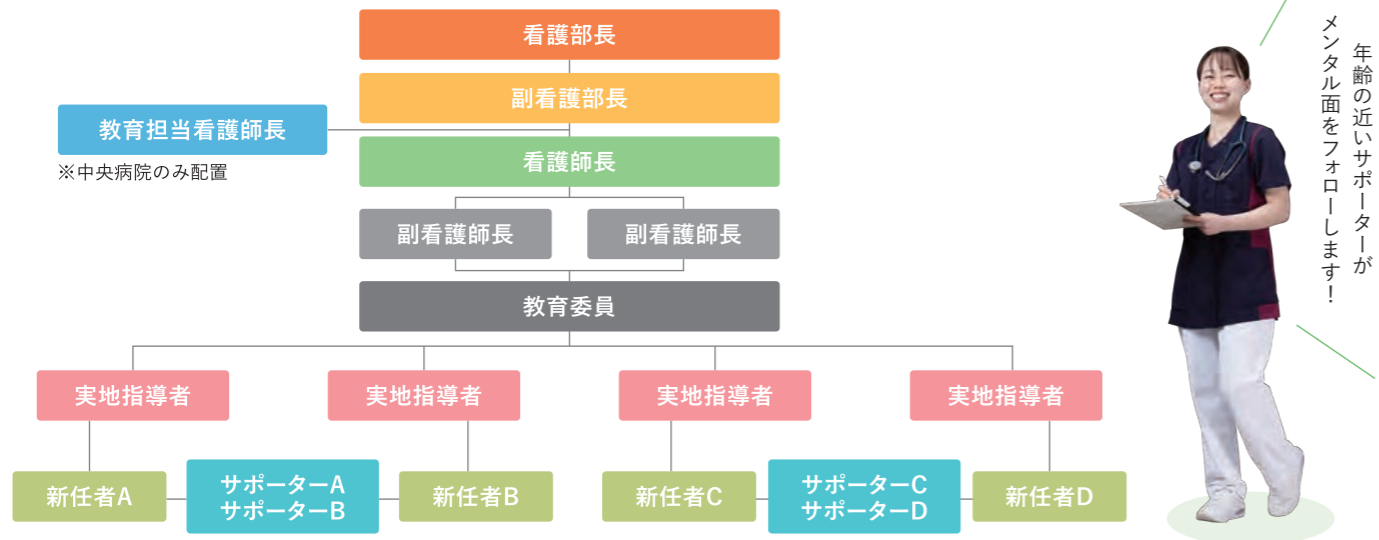 看護部長
副看護部長
教育担当看護師長
※中央病院のみ配置
看護師長
副看護師長
副看護師長
教育委員
実地指導者
実地指導者
実地指導者
実地指導者
新任者A
サポーターA
サポーターB
新任者B
新任者C
サポーターC
サポーターD
新任者D
年齢の近いサポーターが
メンタル面をフォローします！